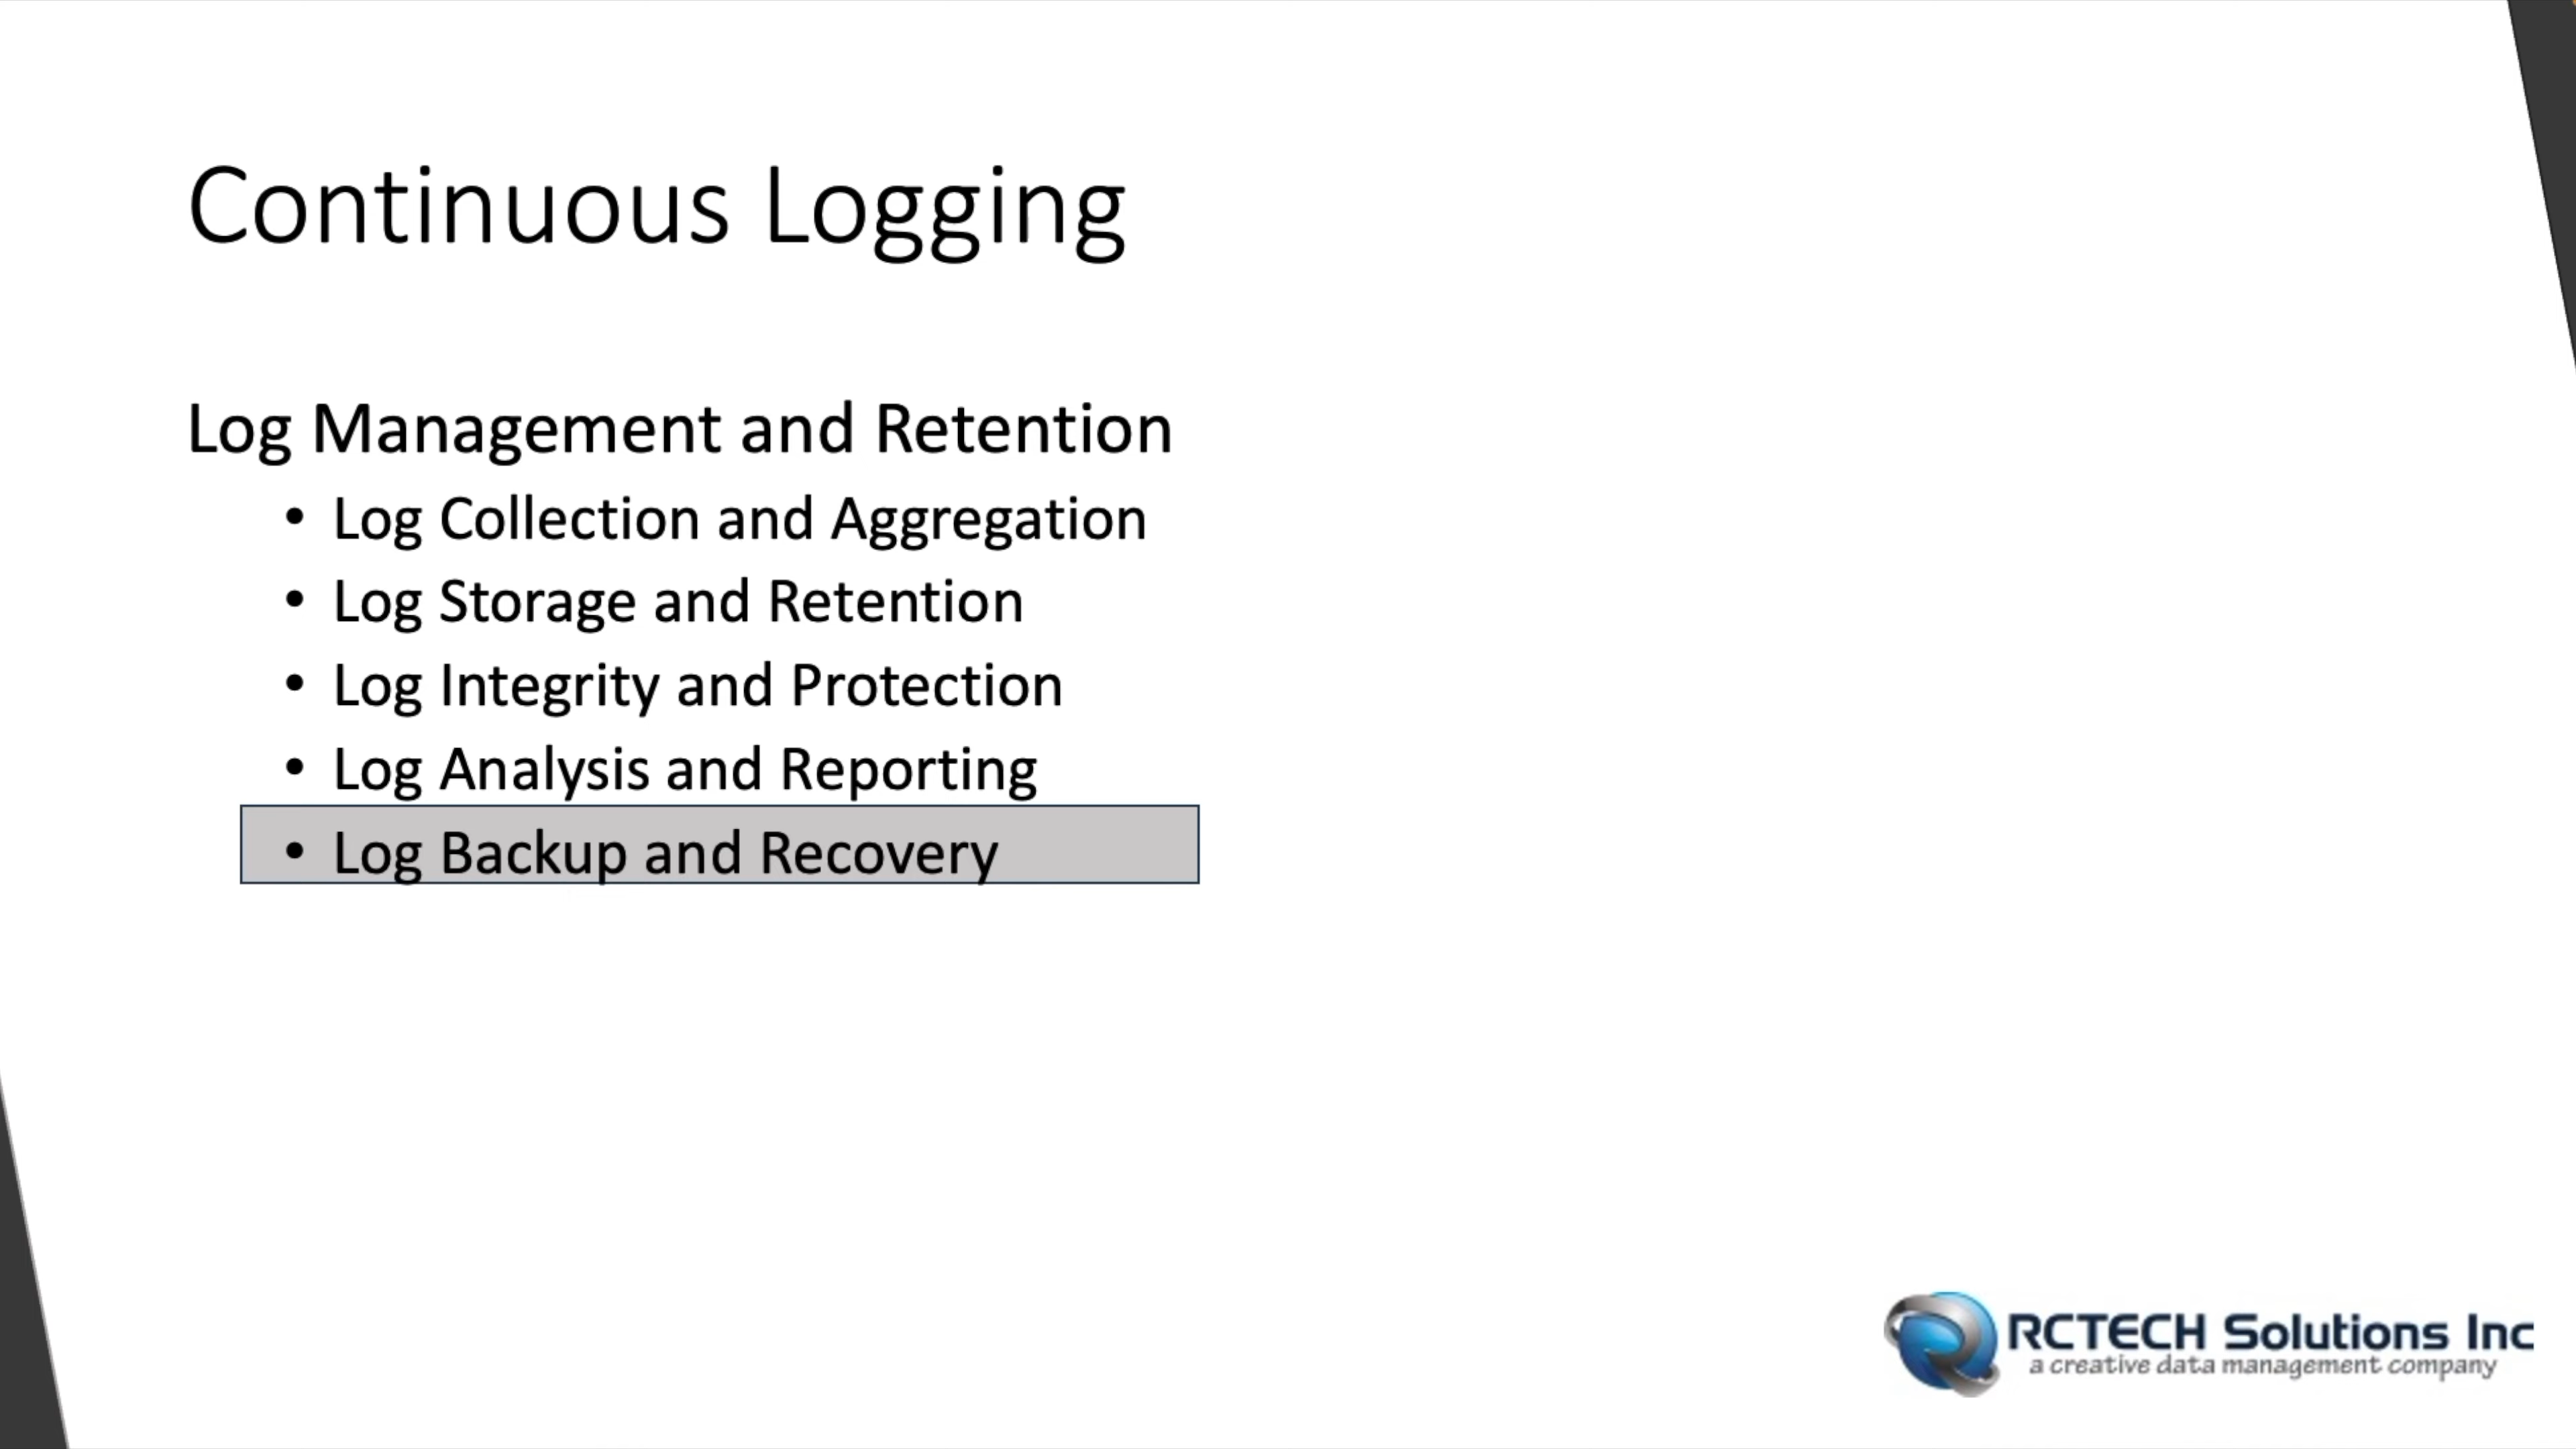 Continuous Logging
Log Management and Retention
• Log Collection and Aggregation
• Log Storage and Retention
• Log Integrity and Protection
• Log Analysis and Reporting
• Log Backup and Recovery
RCTECH Solutions Inc
a creative data management company